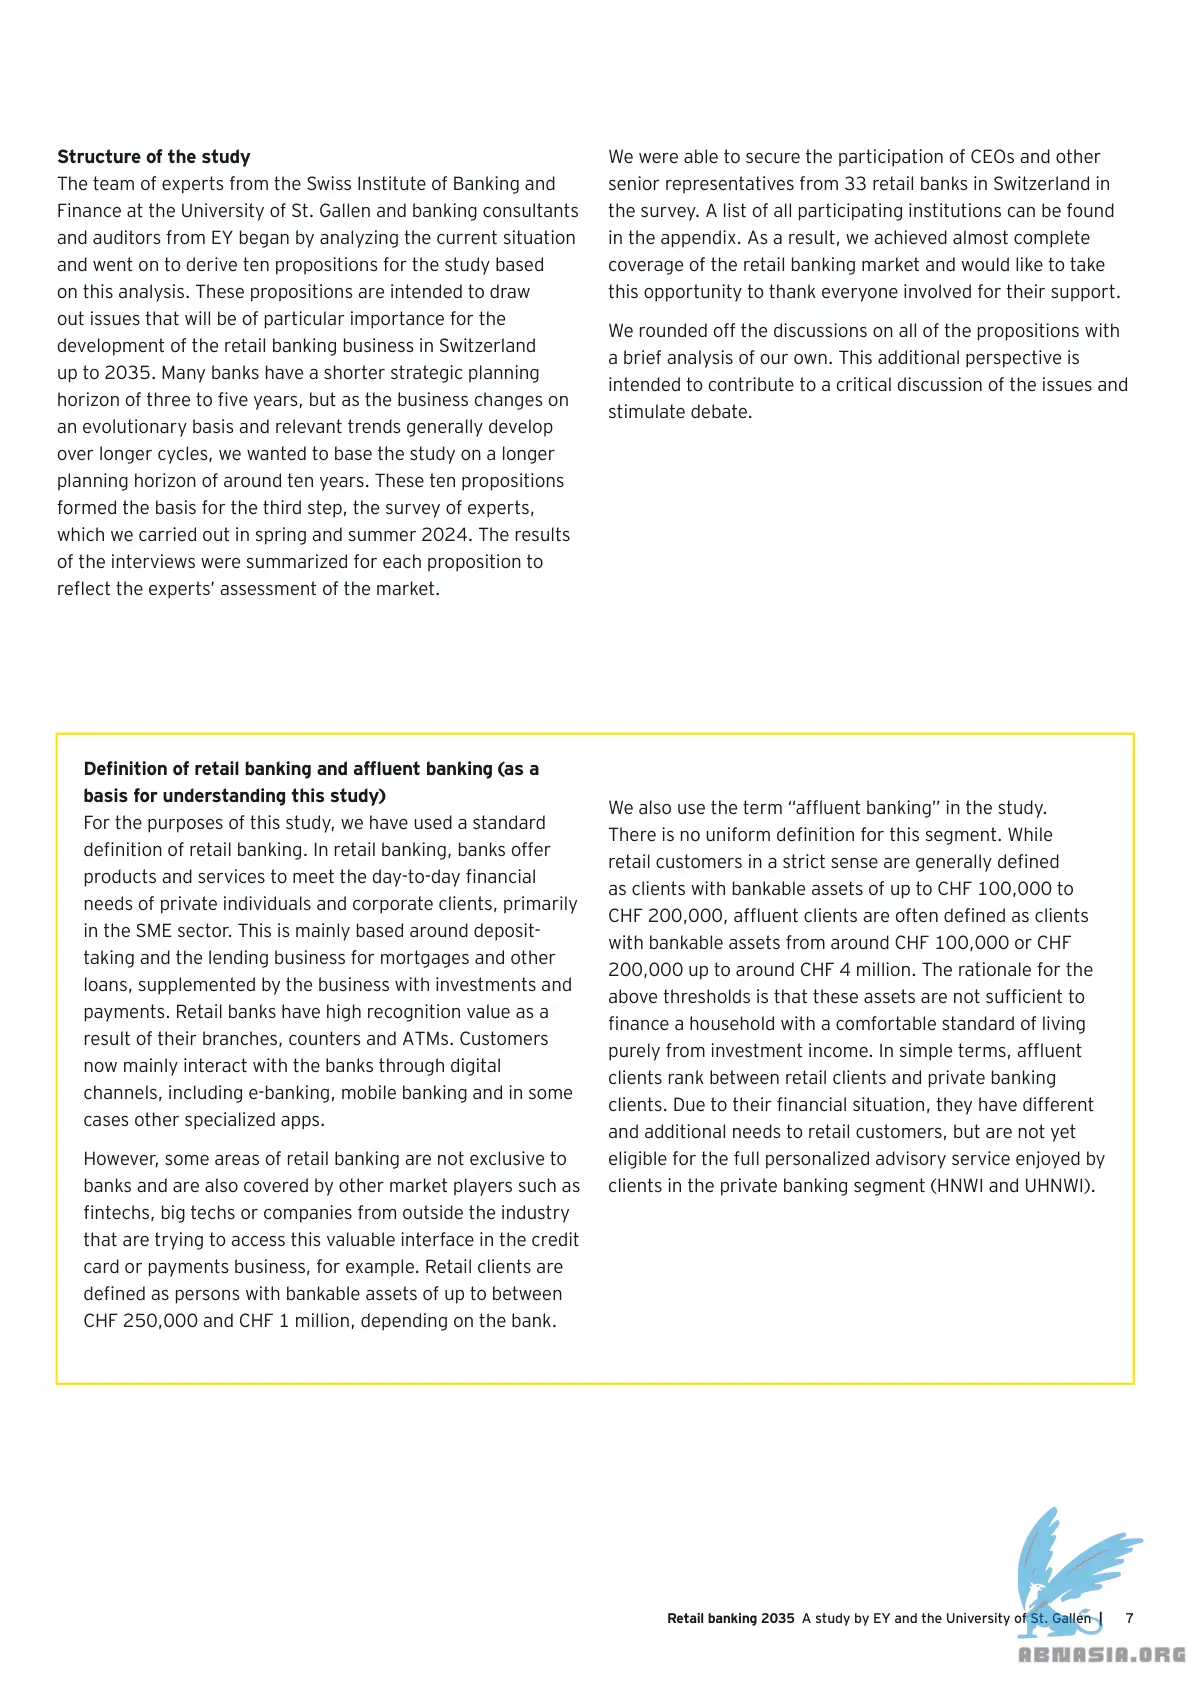 Structure of the study
The team of experts from the Swiss Institute of Banking and
Finance at the University of St. Gallen and banking consultants
and auditors from EY began by analyzing the current situation
and went on to derive ten propositions for the study based
on this analysis. These propositions are intended to draw
out issues that will be of particular importance for the
development of the retail banking business in Switzerland
up to 2035. Many banks have a shorter strategic planning
horizon of three to five years, but as the business changes on
an evolutionary basis and relevant trends generally develop
over longer cycles, we wanted to base the study on a longer
planning horizon of around ten years. These ten propositions
formed the basis for the third step, the survey of experts,
which we carried out in spring and summer 2024. The results
of the interviews were summarized for each proposition to
reflect the experts’ assessment of the market.
We were able to secure the participation of CEOs and other
senior representatives from 33 retail banks in Switzerland in
the survey. A list of all participating institutions can be found
in the appendix. As a result, we achieved almost complete
coverage of the retail banking market and would like to take
this opportunity to thank everyone involved for their support.
We rounded off the discussions on all of the propositions with
a brief analysis of our own. This additional perspective is
intended to contribute to a critical discussion of the issues and
stimulate debate.
Definition of retail banking and affluent banking (as a
basis for understanding this study)
For the purposes of this study, we have used a standard
definition of retail banking. In retail banking, banks offer
products and services to meet the day-to-day financial
needs of private individuals and corporate clients, primarily
in the SME sector. This is mainly based around deposit-
taking and the lending business for mortgages and other
loans, supplemented by the business with investments and
payments. Retail banks have high recognition value as a
result of their branches, counters and ATMs. Customers
now mainly interact with the banks through digital
channels, including e-banking, mobile banking and in some
cases other specialized apps.
However, some areas of retail banking are not exclusive to
banks and are also covered by other market players such as
fintechs, big techs or companies from outside the industry
that are trying to access this valuable interface in the credit
card or payments business, for example. Retail clients are
defined as persons with bankable assets of up to between
CHF 250,000 and CHF 1 million, depending on the bank.
We also use the term “affluent banking” in the study.
There is no uniform definition for this segment. While
retail customers in a strict sense are generally defined
as clients with bankable assets of up to CHF 100,000 to
CHF 200,000, affluent clients are often defined as clients
with bankable assets from around CHF 100,000 or CHF
200,000 up to around CHF 4 million. The rationale for the
above thresholds is that these assets are not sufficient to
finance a household with a comfortable standard of living
purely from investment income. In simple terms, affluent
clients rank between retail clients and private banking
clients. Due to their financial situation, they have different
and additional needs to retail customers, but are not yet
eligible for the full personalized advisory service enjoyed by
clients in the private banking segment (HNWI and UHNWI).
Retail banking 2035 A study by EY and the University of St. Gallen | 7
ABNASIA.ORG